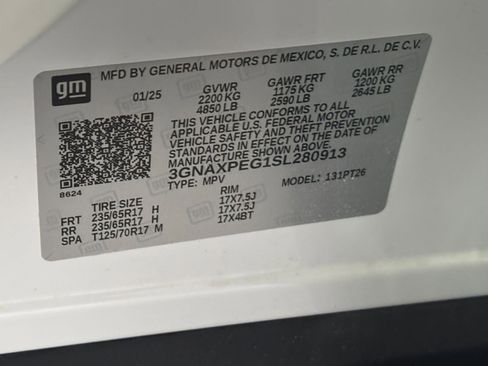 gm
MFD BY GENERAL MOTORS DE MEXICO, S. DE R.L. DE C.V.
01/25 GVWR GAWR FRT GAWR RR
2200 KG 1175 KG 1200 KG
4850 LB 2590 LB 2645 LB
THIS VEHICLE CONFORMS TO ALL
APPLICABLE U.S. FEDERAL MOTOR
VEHICLE SAFETY AND THEFT PREVENTION
STANDARDS IN EFFECT ON THE DATE OF
MANUFACTURE SHOWN ABOVE.
3GNAXPEG1SL280913
TYPE: MPV MODEL: 131PT26
8624
TIRE SIZE RIM
FRT 235/65R17 H 17X7.5J
RR 235/65R17 H 17X7.5J
SPA T125/70R17 M 17X4BT